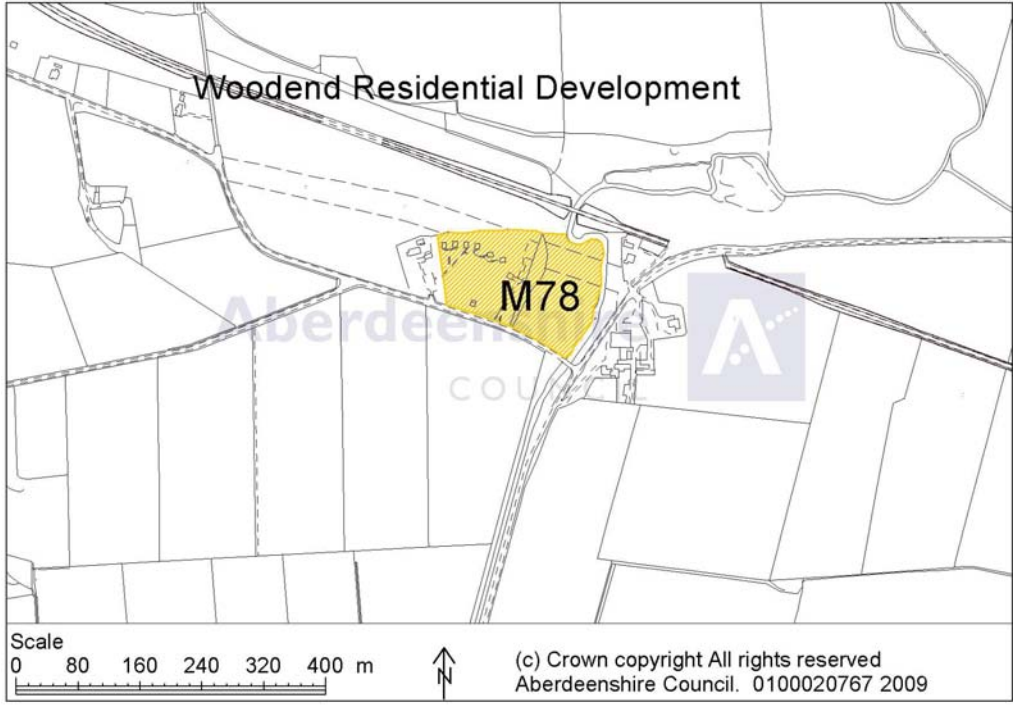 Woodend Residential Development
M78
Aberdeenshire
COUNCIL
Scale
0 80 160 240 320 400 m
N
(c) Crown copyright All rights reserved
Aberdeenshire Council. 0100020767 2009